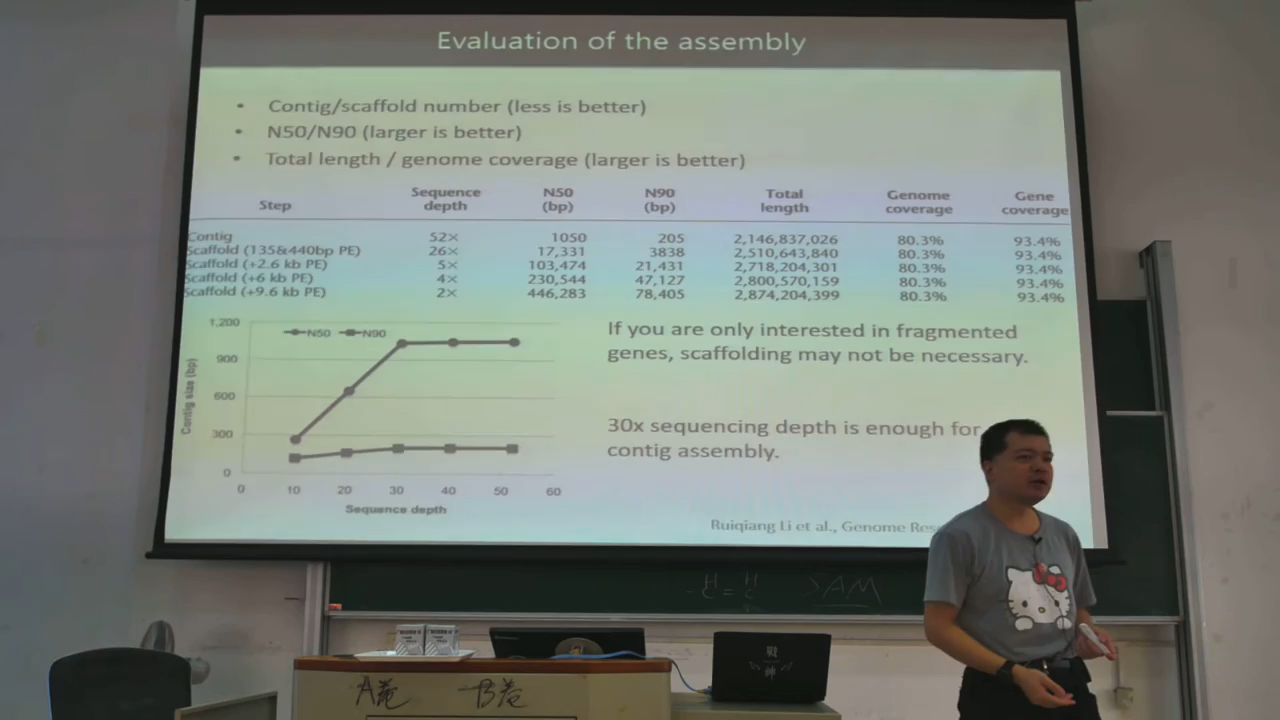 Evaluation of the assembly
• Contig/scaffold number (less is better)
• N50/N90 (larger is better)
• Total length / genome coverage (larger is better)
Step Sequence depth N50 (bp) N90 (bp) Total length Genome coverage Gene coverage
Contig 52× 1050 205 2,146,837,026 80.3% 93.4%
Scaffold (135&440bp PE) 26× 17,331 3838 2,510,643,840 80.3% 93.4%
Scaffold (+2.6 kb PE) 5× 103,474 21,431 2,718,204,301 80.3% 93.4%
Scaffold (+6 kb PE) 4× 230,544 47,127 2,800,570,159 80.3% 93.4%
Scaffold (+9.6 kb PE) 2× 446,283 78,405 2,874,204,399 80.3% 93.4%
1,200
N50 N90
900
600
300
0
Contig size (bp)
0 10 20 30 40 50 60
Sequence depth
If you are only interested in fragmented
genes, scaffolding may not be necessary.
30x sequencing depth is enough for
contig assembly.
Ruiqiang Li et al., Genome Res
H H
C = C
SAM
戰
神
A卷 B卷